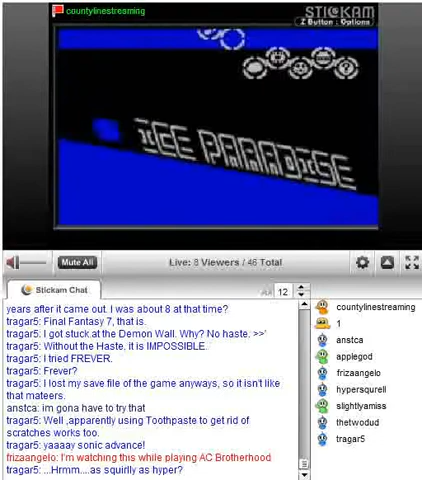 countylinestreaming
STICKAM
Z Button : Options
ICE PARADISE
Mute All
Live: 8 Viewers / 46 Total
Stickam Chat
AA 12
years after it came out. I was about 8 at that time?
tragar5: Final Fantasy 7, that is.
tragar5: I got stuck.at the Demon Wall. Why? No haste. >>'
tragar5: Without the Haste, it is IMPOSSIBLE.
tragar5: I tried FREVER.
tragar5: Frever?
tragar5: I lost my save file of the game anyways, so it isn't like
that mateers.
anstca: im gona have to try that
tragar5: Well ,apparently using Toothpaste to get rid of
scratches works too.
tragar5: yaaaay sonic advance!
frizaangelo: I'm watching this while playing AC Brotherhood
tragar5: ...Hrmm....as squirlly as hyper?
countylinestreaming
1
anstca
applegod
frizaangelo
hypersqurell
slightlyamiss
thetwodud
tragar5